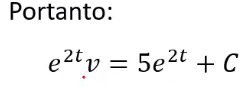 Portanto:
e^{2t}v = 5e^{2t} + C